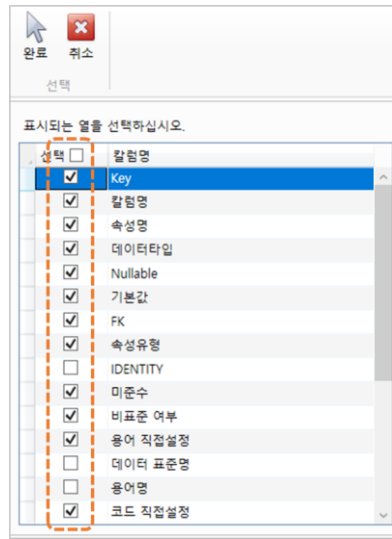 완료 취소
선택
표시되는 열을 선택하십시오.
선택 칼럼명
Key
칼럼명
속성명
데이터타입
Nullable
기본값
FK
속성유형
IDENTITY
미준수
비표준 여부
용어 직접설정
데이터 표준명
용어명
코드 직접설정